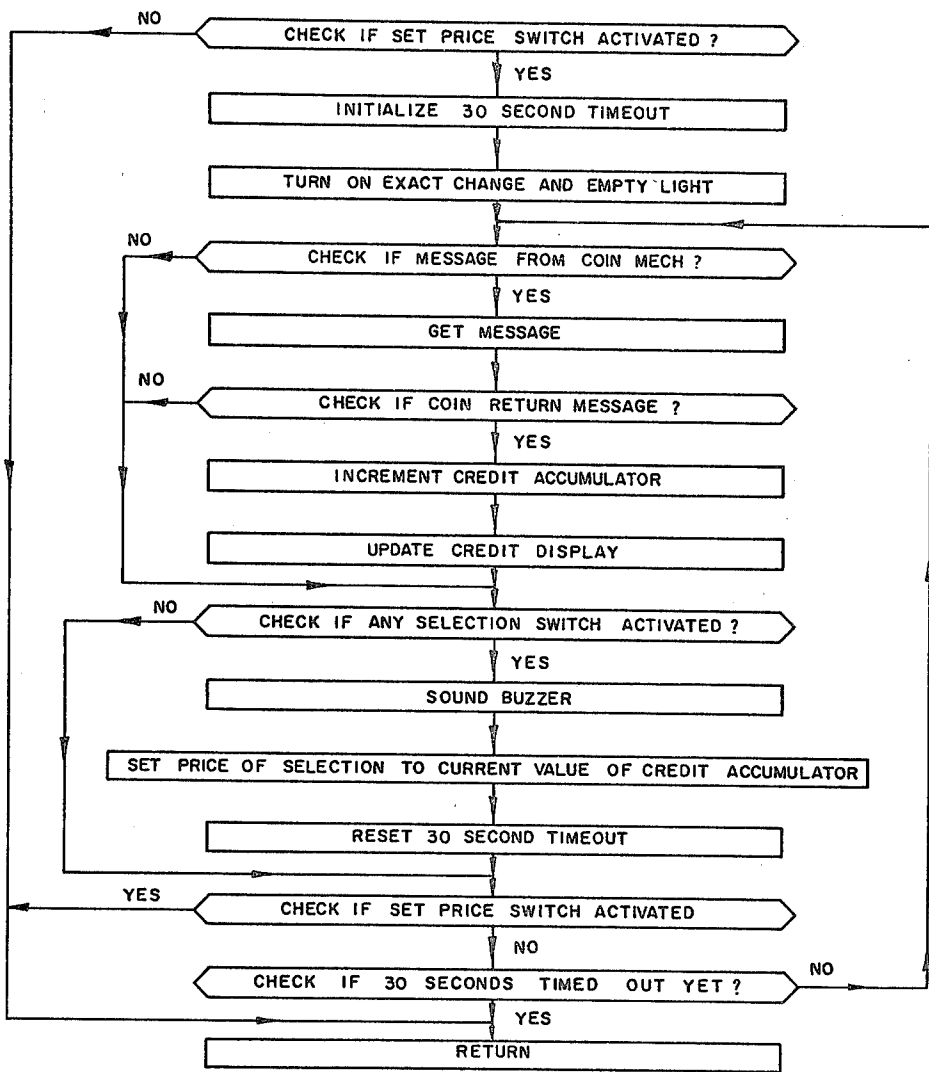 NO
CHECK IF SET PRICE SWITCH ACTIVATED ?
YES
INITIALIZE 30 SECOND TIMEOUT
TURN ON EXACT CHANGE AND EMPTY LIGHT
NO
CHECK IF MESSAGE FROM COIN MECH ?
YES
GET MESSAGE
NO
CHECK IF COIN RETURN MESSAGE ?
YES
INCREMENT CREDIT ACCUMULATOR
UPDATE CREDIT DISPLAY
NO
CHECK IF ANY SELECTION SWITCH ACTIVATED ?
YES
SOUND BUZZER
SET PRICE OF SELECTION TO CURRENT VALUE OF CREDIT ACCUMULATOR
RESET 30 SECOND TIMEOUT
YES
CHECK IF SET PRICE SWITCH ACTIVATED
NO
CHECK IF 30 SECONDS TIMED OUT YET ?
NO
YES
RETURN